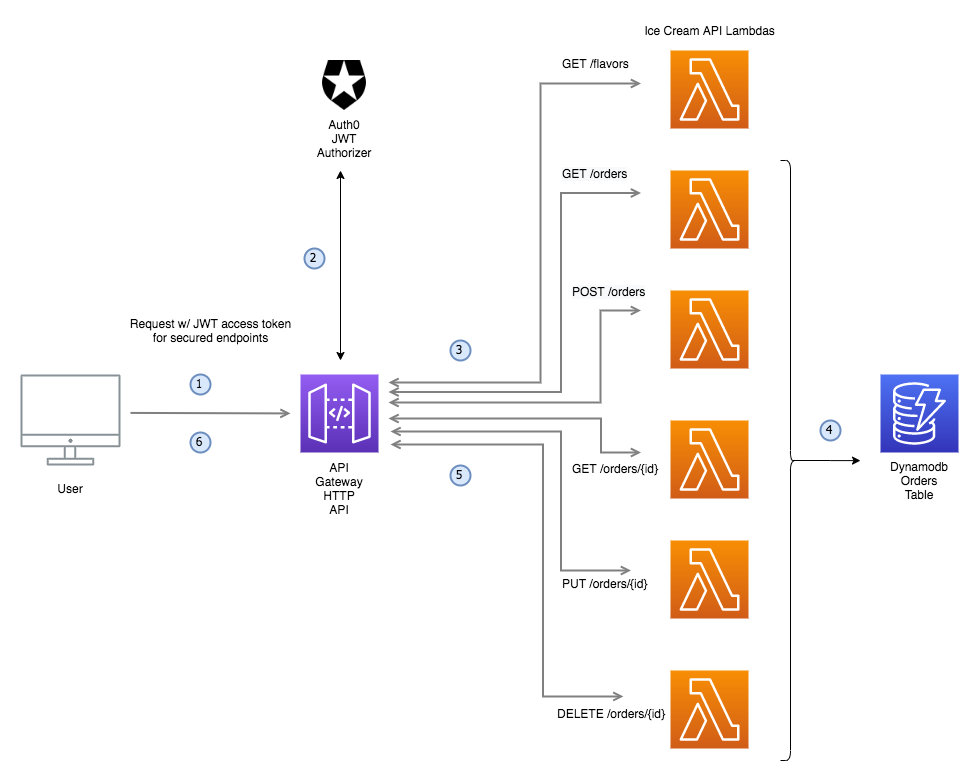 Ice Cream API Lambdas
GET /flavors
Auth0
JWT
Authorizer
GET /orders
2
POST /orders
Request w/ JWT access token
for secured endpoints
3
1
</>
4
6
GET /orders/{id}
5
API
Gateway
HTTP
API
User
Dynamodb
Orders
Table
PUT /orders/{id}
DELETE /orders/{id}